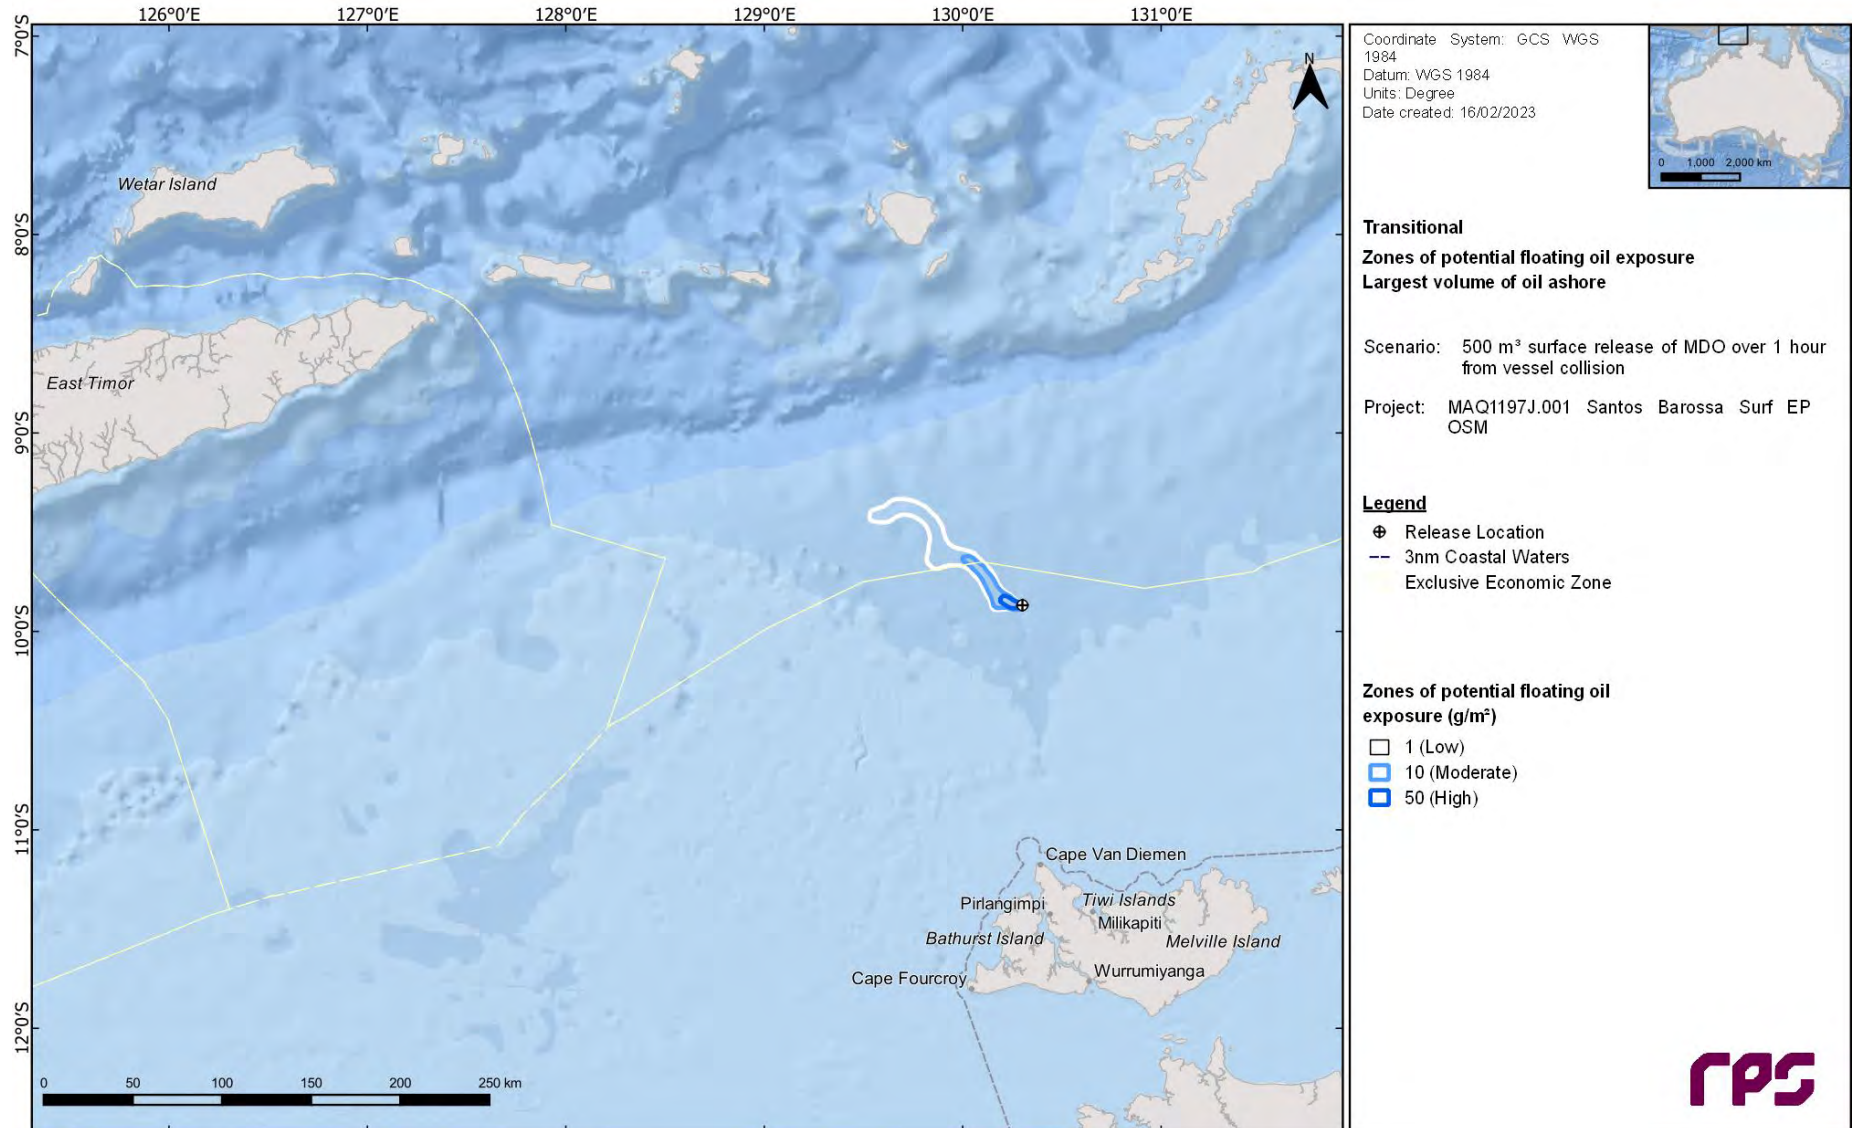 126°0'E 127°0'E 128°0'E 129°0'E 130°0'E 131°0'E
7°0'S
8°0'S
9°0'S
10°0'S
11°0'S
12°0'S
N
Wetar Island
East Timor
Cape Van Diemen
Pirlangimpi
Tiwi Islands
Milikapiti
Bathurst Island
Melville Island
Cape Fourcroy
Wurrumiyanga
0 50 100 150 200 250 km
Coordinate System: GCS WGS
1984
Datum: WGS 1984
Units: Degree
Date created: 16/02/2023
0 1,000 2,000 km
Transitional
Zones of potential floating oil exposure
Largest volume of oil ashore
Scenario: 500 m³ surface release of MDO over 1 hour
from vessel collision
Project: MAQ1197J.001 Santos Barossa Surf EP
OSM
Legend
Release Location
3nm Coastal Waters
Exclusive Economic Zone
Zones of potential floating oil
exposure (g/m²)
1 (Low)
10 (Moderate)
50 (High)
rps